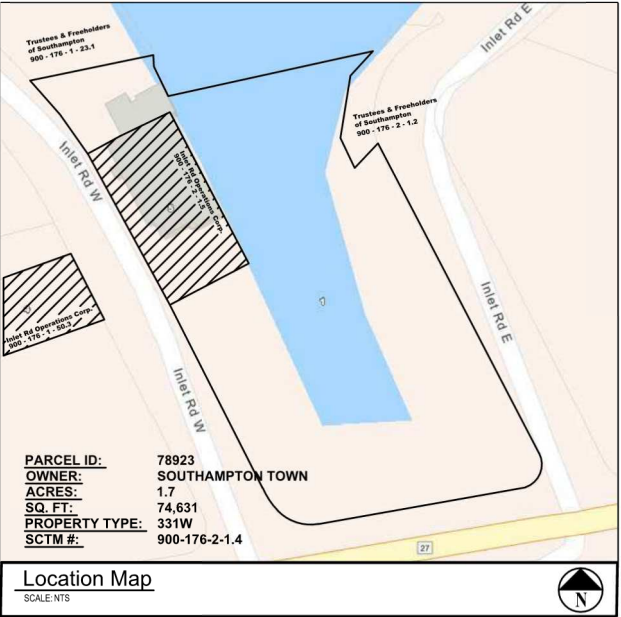 Trustees & Freeholders
of Southampton
900 - 176 - 1 - 23.1
Inlet Rd E
Trustees & Freeholders
of Southampton
900 - 176 - 2 - 1.2
Inlet Rd W
Inlet Rd Operations Corp.
900 - 176 - 2 - 1.5
Inlet Rd Operations Corp.
900 - 176 - 1 - 50.3
Inlet Rd E
Inlet Rd W
PARCEL ID: 78923
OWNER: SOUTHAMPTON TOWN
ACRES: 1.7
SQ. FT: 74,631
PROPERTY TYPE: 331W
SCTM #: 900-176-2-1.4
27
Location Map
SCALE: NTS
N